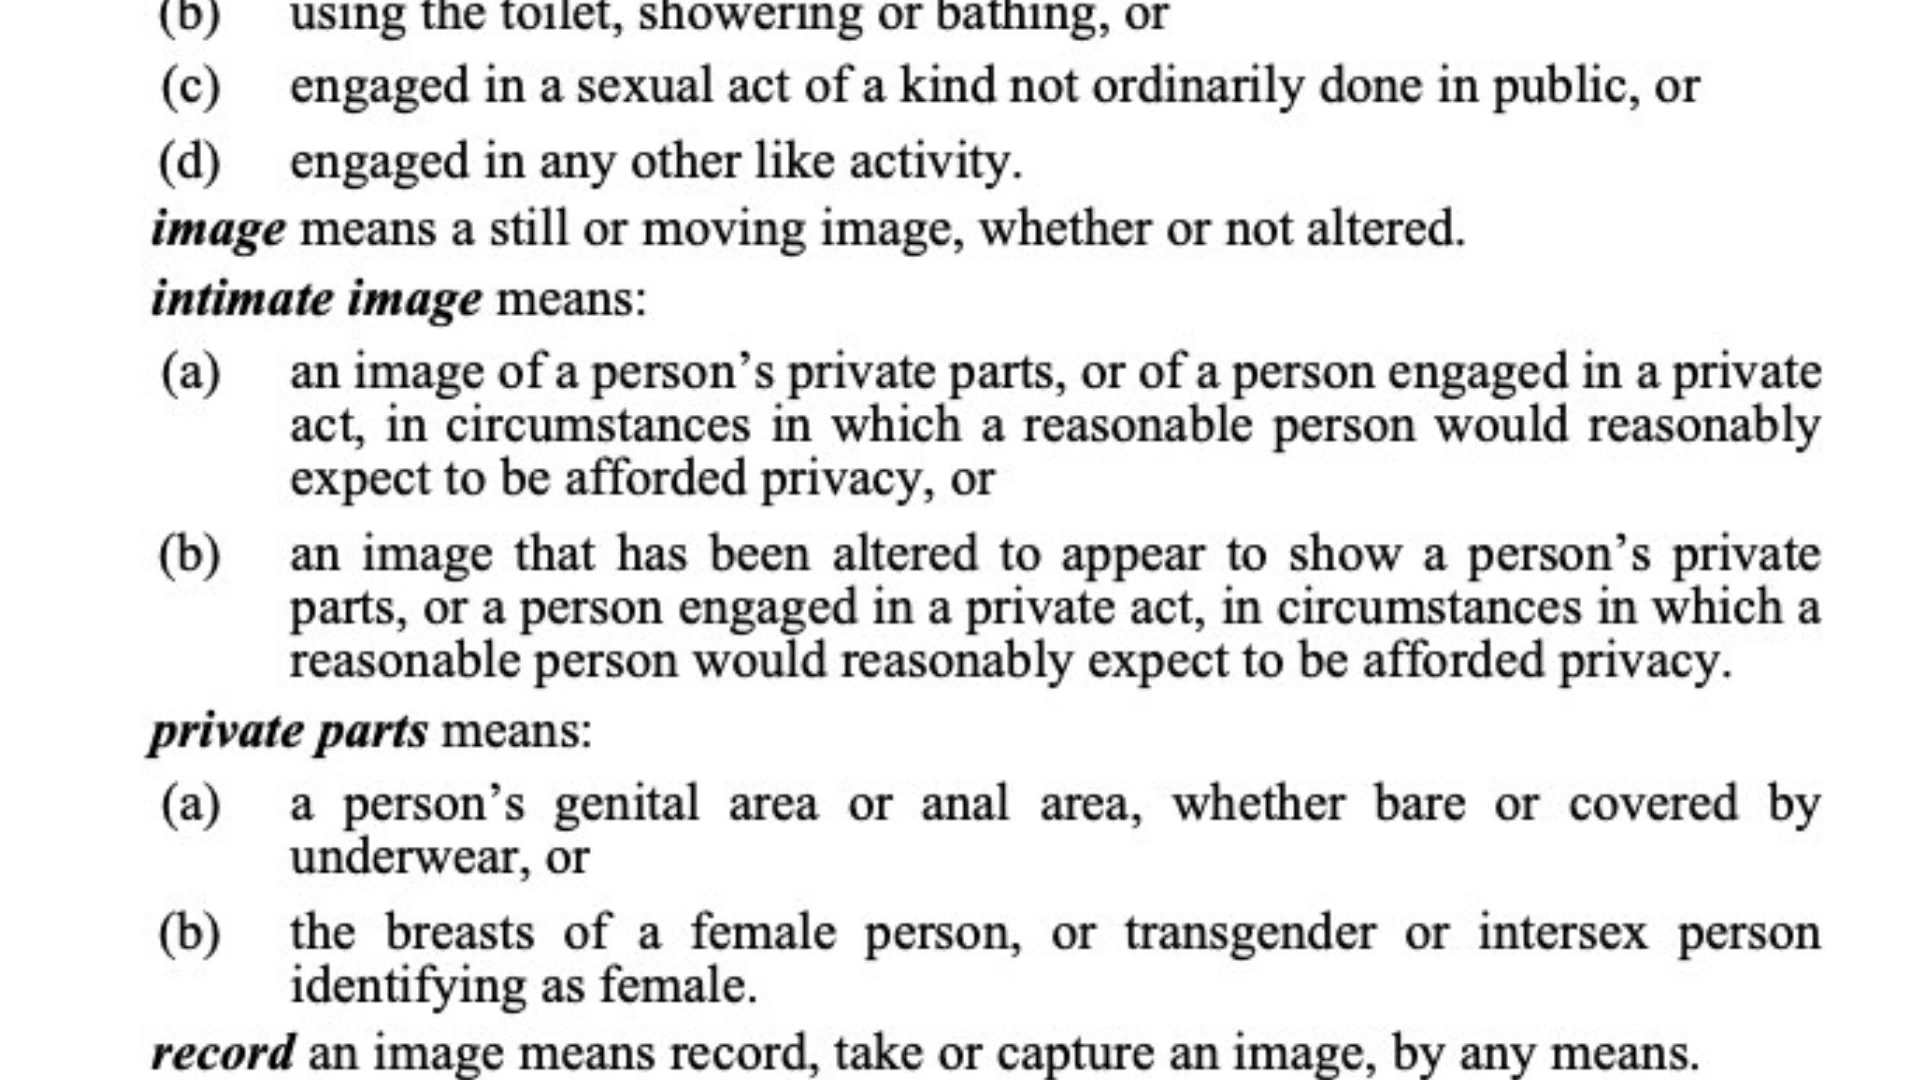 (b) using the toilet, showering or bathing, or
(c) engaged in a sexual act of a kind not ordinarily done in public, or
(d) engaged in any other like activity.
image means a still or moving image, whether or not altered.
intimate image means:
(a) an image of a person’s private parts, or of a person engaged in a private
act, in circumstances in which a reasonable person would reasonably
expect to be afforded privacy, or
(b) an image that has been altered to appear to show a person’s private
parts, or a person engaged in a private act, in circumstances in which a
reasonable person would reasonably expect to be afforded privacy.
private parts means:
(a) a person’s genital area or anal area, whether bare or covered by
underwear, or
(b) the breasts of a female person, or transgender or intersex person
identifying as female.
record an image means record, take or capture an image, by any means.